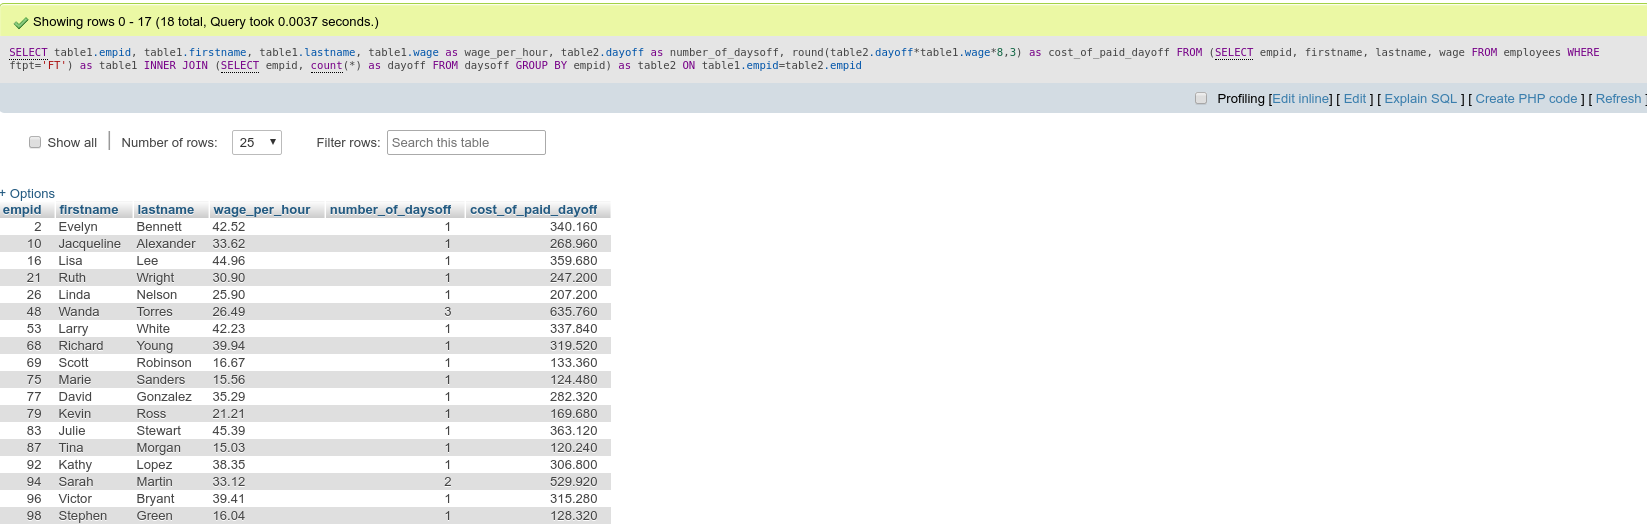 Showing rows 0 - 17 (18 total, Query took 0.0037 seconds.)
SELECT table1.empid, table1.firstname, table1.lastname, table1.wage as wage_per_hour, table2.dayoff as number_of_daysoff, round(table2.dayoff*table1.wage*8,3) as cost_of_paid_dayoff FROM (SELECT empid, firstname, lastname, wage FROM employees WHERE
ftpt='FT') as table1 INNER JOIN (SELECT empid, count(*) as dayoff FROM daysoff GROUP BY empid) as table2 ON table1.empid=table2.empid
Profiling [Edit inline] [ Edit ] [ Explain SQL ] [ Create PHP code ] [ Refresh ]
Show all | Number of rows: 25 Filter rows: Search this table
+ Options
empid firstname lastname wage_per_hour number_of_daysoff cost_of_paid_dayoff
2 Evelyn Bennett 42.52 1 340.160
10 Jacqueline Alexander 33.62 1 268.960
16 Lisa Lee 44.96 1 359.680
21 Ruth Wright 30.90 1 247.200
26 Linda Nelson 25.90 1 207.200
48 Wanda Torres 26.49 3 635.760
53 Larry White 42.23 1 337.840
68 Richard Young 39.94 1 319.520
69 Scott Robinson 16.67 1 133.360
75 Marie Sanders 15.56 1 124.480
77 David Gonzalez 35.29 1 282.320
79 Kevin Ross 21.21 1 169.680
83 Julie Stewart 45.39 1 363.120
87 Tina Morgan 15.03 1 120.240
92 Kathy Lopez 38.35 1 306.800
94 Sarah Martin 33.12 2 529.920
96 Victor Bryant 39.41 1 315.280
98 Stephen Green 16.04 1 128.320